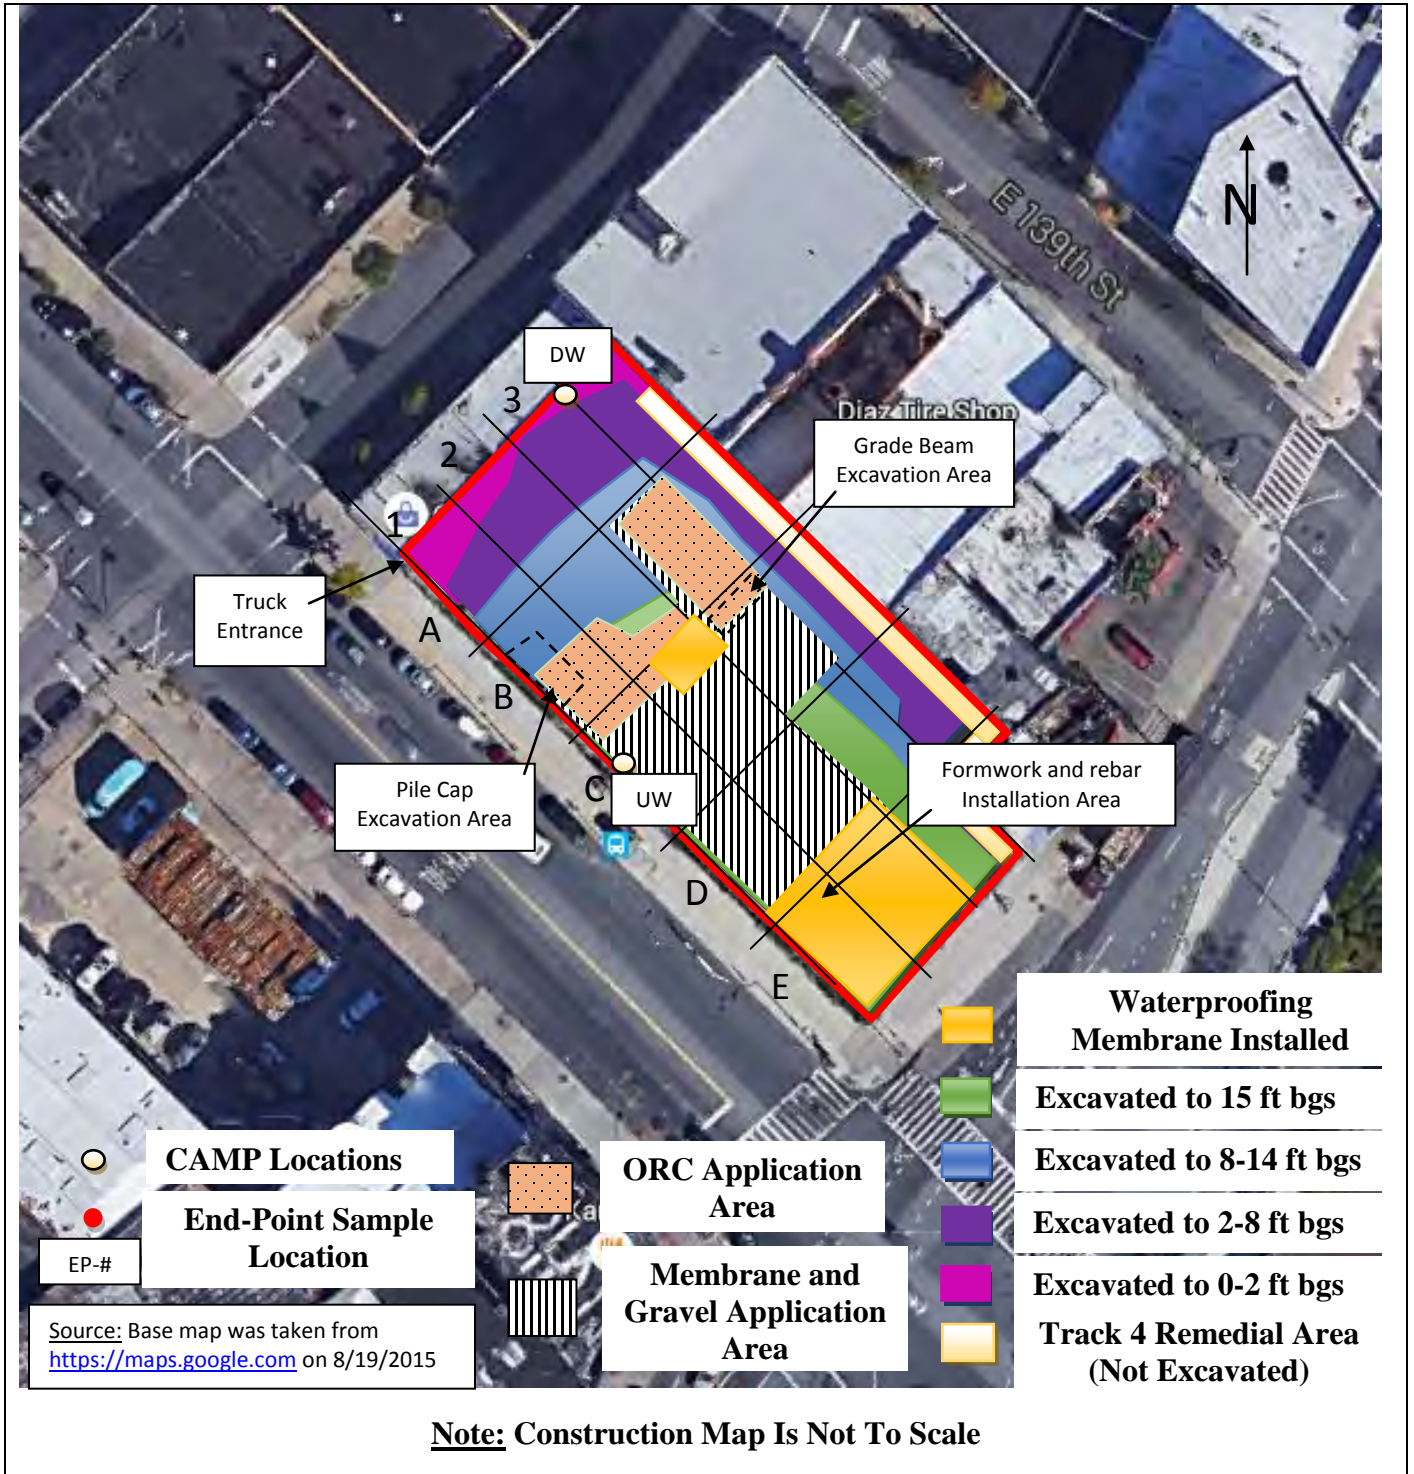 E 139th St
N
DW
3
Diaz Tire Shop
2
Grade Beam
Excavation Area
1
Truck
Entrance
A
B
Pile Cap
Excavation Area
C
UW
Formwork and rebar
Installation Area
D
E
Waterproofing
Membrane Installed
Excavated to 15 ft bgs
Excavated to 8-14 ft bgs
Excavated to 2-8 ft bgs
Excavated to 0-2 ft bgs
Track 4 Remedial Area
(Not Excavated)
CAMP Locations
End-Point Sample
Location
EP-#
ORC Application
Area
Membrane and
Gravel Application
Area
Source: Base map was taken from
https://maps.google.com on 8/19/2015
Note: Construction Map Is Not To Scale